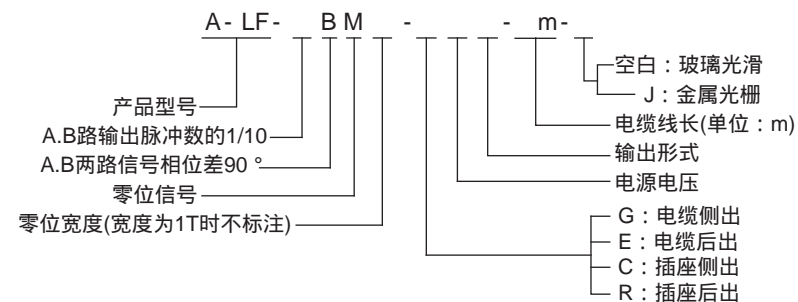 A- LF- B M - - m-
空白：玻璃光滑
J：金属光栅
产品型号
电缆线长(单位：m)
A.B路输出脉冲数的1/10
输出形式
A.B两路信号相位差90 °
电源电压
零位信号
零位宽度(宽度为1T时不标注)
G：电缆侧出
E：电缆后出
C：插座侧出
R：插座后出